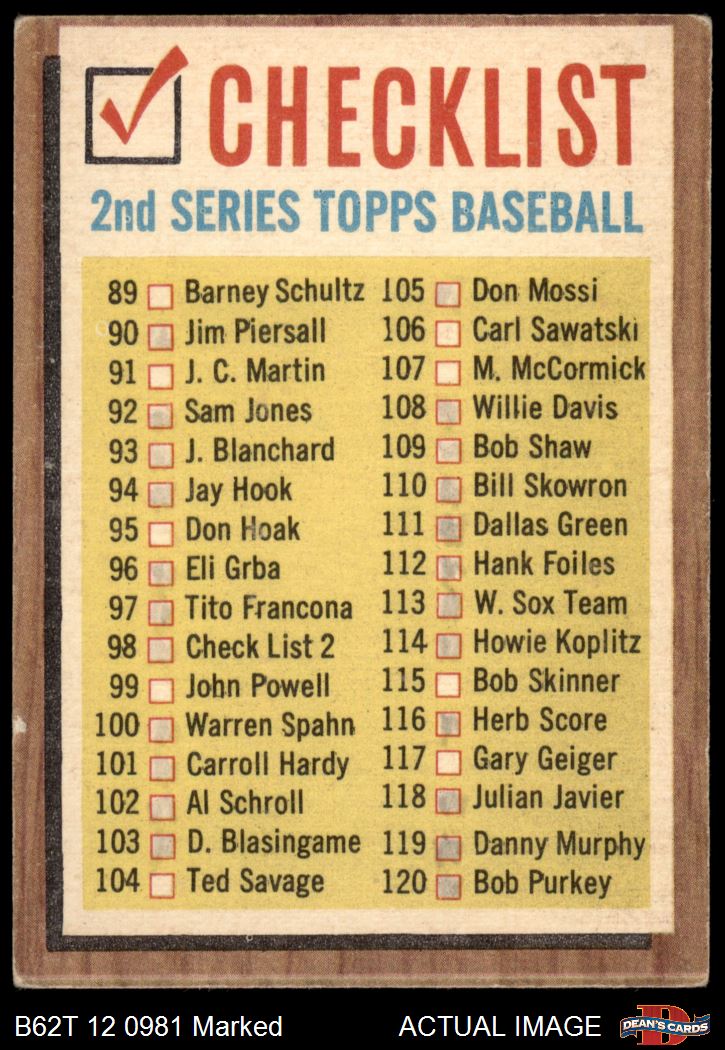 CHECKLIST
2nd SERIES TOPPS BASEBALL
89 Barney Schultz
90 Jim Piersall
91 J. C. Martin
92 Sam Jones
93 J. Blanchard
94 Jay Hook
95 Don Hoak
96 Eli Grba
97 Tito Francona
98 Check List 2
99 John Powell
100 Warren Spahn
101 Carroll Hardy
102 Al Schroll
103 D. Blasingame
104 Ted Savage
105 Don Mossi
106 Carl Sawatski
107 M. McCormick
108 Willie Davis
109 Bob Shaw
110 Bill Skowron
111 Dallas Green
112 Hank Foiles
113 W. Sox Team
114 Howie Koplitz
115 Bob Skinner
116 Herb Score
117 Gary Geiger
118 Julian Javier
119 Danny Murphy
120 Bob Purkey
B62T 12 0981 Marked
ACTUAL IMAGE
D
DEAN'S CARDS